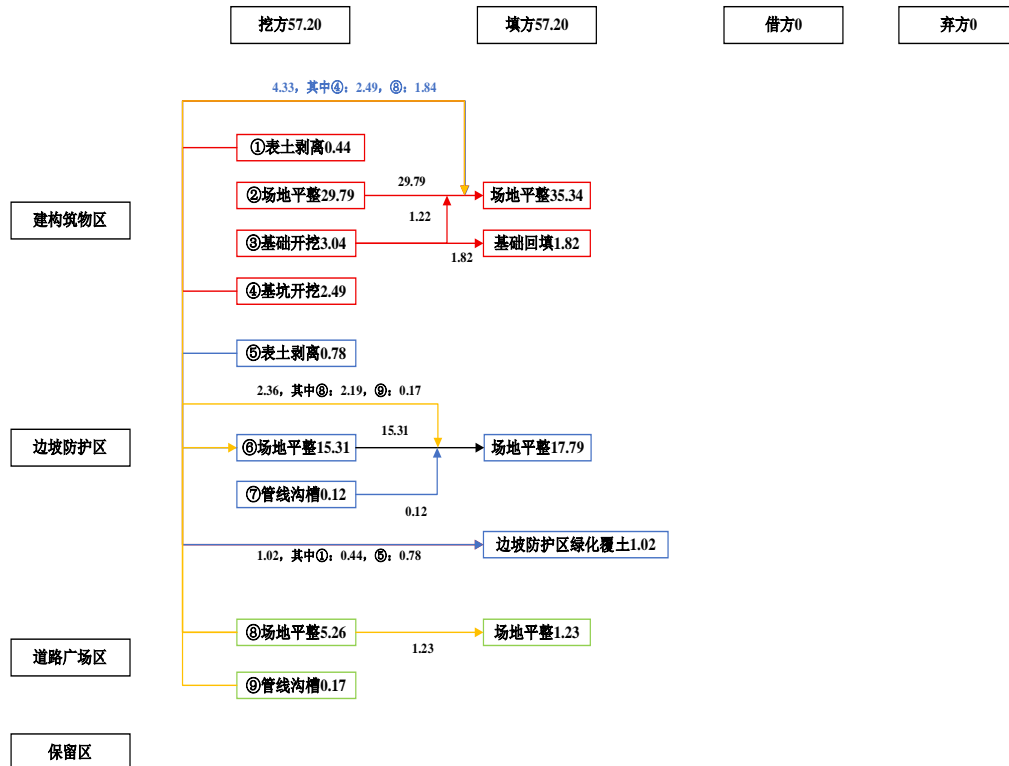 挖方57.20
填方57.20
借方0
弃方0
4.33，其中④：2.49，⑧：1.84
①表土剥离0.44
29.79
②场地平整29.79
场地平整35.34
建构筑物区
1.22
③基础开挖3.04
基础回填1.82
1.82
④基坑开挖2.49
⑤表土剥离0.78
2.36，其中⑧：2.19，⑨：0.17
15.31
边坡防护区
⑥场地平整15.31
场地平整17.79
⑦管线沟槽0.12
0.12
边坡防护区绿化覆土1.02
1.02，其中①：0.44，⑤：0.78
⑧场地平整5.26
场地平整1.23
1.23
道路广场区
⑨管线沟槽0.17
保留区